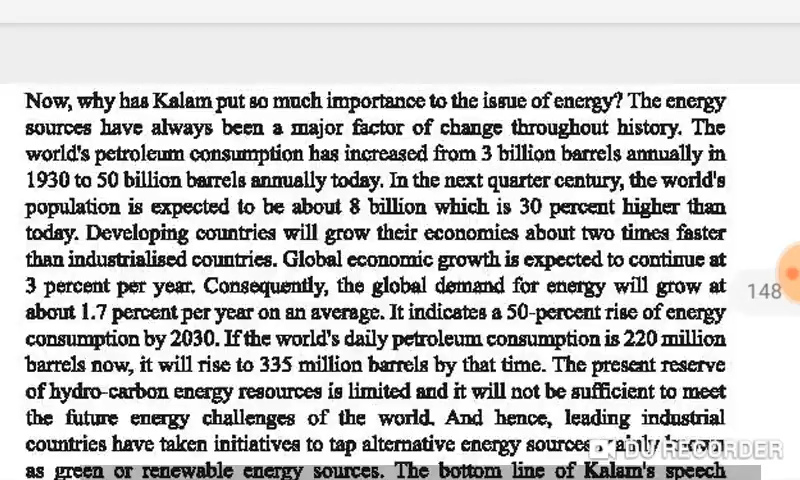 Now, why has Kalam put so much importance to the issue of energy? The energy
sources have always been a major factor of change throughout history. The
world's petroleum consumption has increased from 3 billion barrels annually in
1930 to 50 billion barrels annually today. In the next quarter century, the world's
population is expected to be about 8 billion which is 30 percent higher than
today. Developing countries will grow their economies about two times faster
than industrialised countries. Global economic growth is expected to continue at
3 percent per year. Consequently, the global demand for energy will grow at
148
about 1.7 percent per year on an average. It indicates a 50-percent rise of energy
consumption by 2030. If the world's daily petroleum consumption is 220 million
barrels now, it will rise to 335 million barrels by that time. The present reserve
of hydro-carbon energy resources is limited and it will not be sufficient to meet
the future energy challenges of the world. And hence, leading industrial
countries have taken initiatives to tap alternative energy sources known
DU RECORDER
as green or renewable energy sources. The bottom line of Kalam's speech